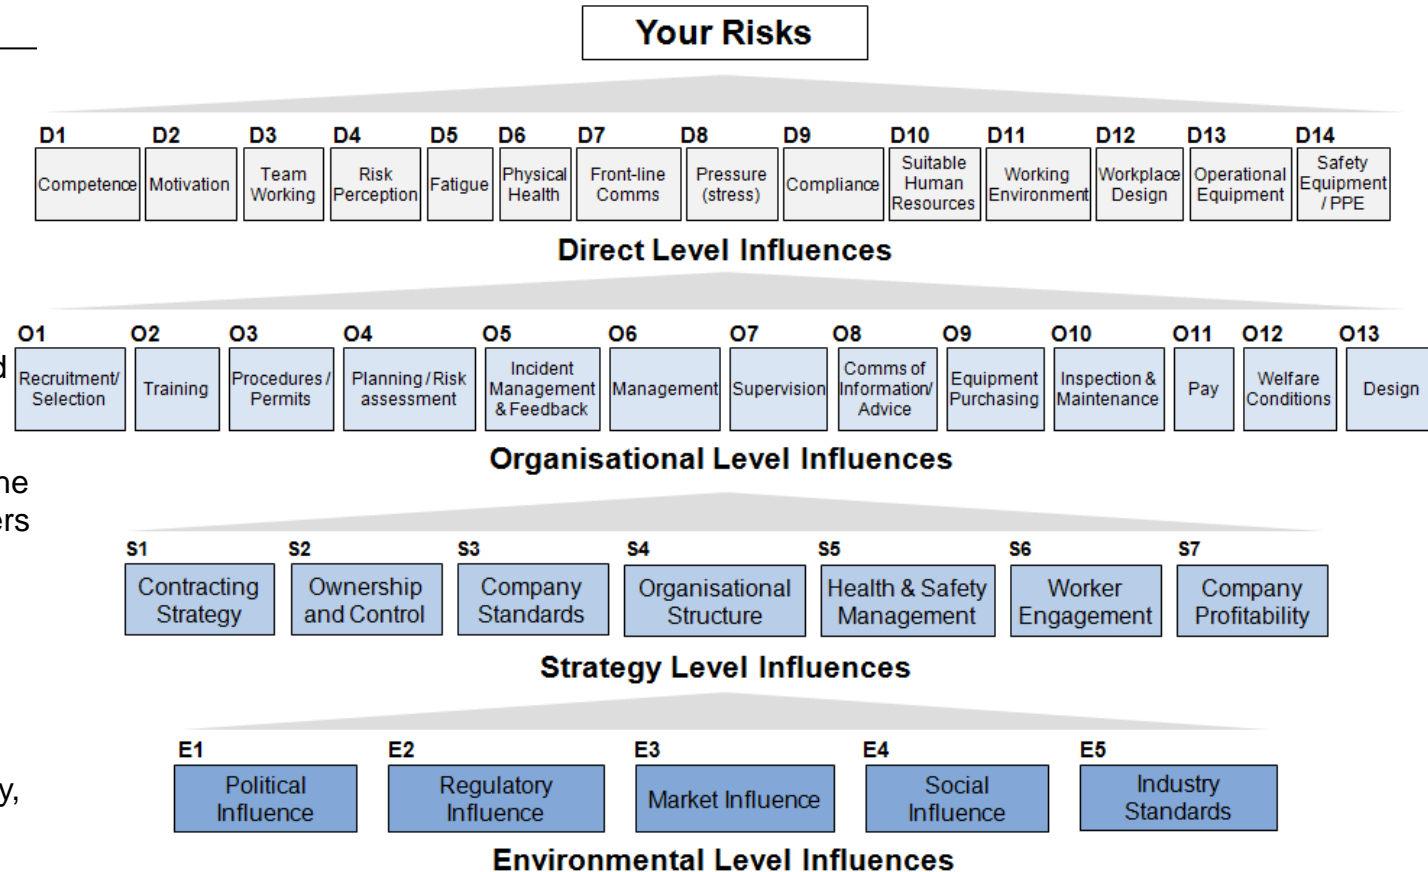 Your Risks
D1 D2 D3 D4 D5 D6 D7 D8 D9 D10 D11 D12 D13 D14
Competence
Motivation
Team
Working
Risk
Perception
Fatigue
Physical
Health
Front-line
Comms
Pressure
(stress)
Compliance
Suitable
Human
Resources
Working
Environment
Workplace
Design
Operational
Equipment
Safety
Equipment
/ PPE
Direct Level Influences
O1 O2 O3 O4 O5 O6 O7 O8 O9 O10 O11 O12 O13
d
Recruitment/
Selection
Training
Procedures /
Permits
Planning / Risk
assessment
Incident
Management
& Feedback
Management
Supervision
Comms of
Information/
Advice
Equipment
Purchasing
Inspection &
Maintenance
Pay
Welfare
Conditions
Design
Organisational Level Influences
ne
ers
S1 S2 S3 S4 S5 S6 S7
Contracting
Strategy
Ownership
and Control
Company
Standards
Organisational
Structure
Health & Safety
Management
Worker
Engagement
Company
Profitability
Strategy Level Influences
E1 E2 E3 E4 E5
y,
Political
Influence
Regulatory
Influence
Market Influence
Social
Influence
Industry
Standards
Environmental Level Influences